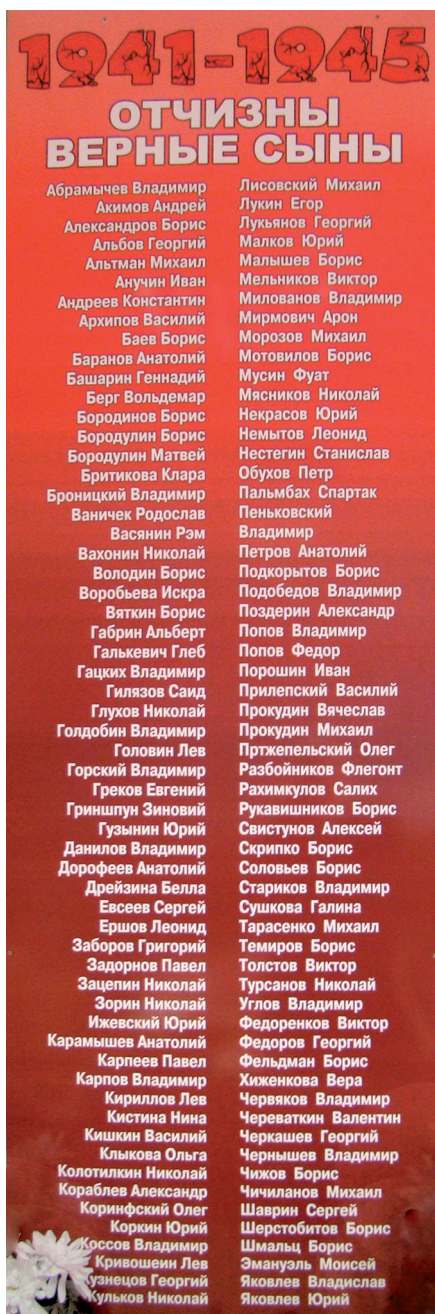 1941-1945
ОТЧИЗНЫ
ВЕРНЫЕ СЫНЫ
Абрамычев Владимир
Акимов Андрей
Александров Борис
Альбов Георгий
Альтман Михаил
Анучин Иван
Андреев Константин
Архипов Василий
Баев Борис
Баранов Анатолий
Башарин Геннадий
Берг Вольдемар
Бородинов Борис
Бородулин Борис
Бородулин Матвей
Бритикова Клара
Броницкий Владимир
Ваничек Родослав
Васянин Рэм
Вахонин Николай
Володин Борис
Воробьева Искра
Вяткин Борис
Габрин Альберт
Галькевич Глеб
Гацких Владимир
Гилязов Саид
Глухов Николай
Голдобин Владимир
Головин Лев
Горский Владимир
Греков Евгений
Гриншпун Зиновий
Гузынин Юрий
Данилов Владимир
Дорофеев Анатолий
Дрейзина Белла
Евсеев Сергей
Ершов Леонид
Заборов Григорий
Задорнов Павел
Зацепин Николай
Зорин Николай
Ижевский Юрий
Карамышев Анатолий
Карпеев Павел
Карпов Владимир
Кириллов Лев
Кистина Нина
Кишкин Василий
Клыкова Ольга
Колотилкин Николай
Кораблев Александр
Коринфский Олег
Коркин Юрий
Коссов Владимир
Кривошеин Лев
Кузнецов Георгий
Кульков Николай
Лисовский Михаил
Лукин Егор
Лукьянов Георгий
Малков Юрий
Малышев Борис
Мельников Виктор
Милованов Владимир
Мирмович Арон
Морозов Михаил
Мотовилов Борис
Мусин Фуат
Мясников Николай
Некрасов Юрий
Немытов Леонид
Нестегин Станислав
Обухов Петр
Пальмбах Спартак
Пеньковский
Владимир
Петров Анатолий
Подкорытов Борис
Подобедов Владимир
Поздерин Александр
Попов Владимир
Попов Федор
Порошин Иван
Прилепский Василий
Прокудин Вячеслав
Прокудин Михаил
Пртжепельский Олег
Разбойников Флегонт
Рахимкулов Салих
Рукавишников Борис
Свистунов Алексей
Скрипко Борис
Соловьев Борис
Стариков Владимир
Сушкова Галина
Тарасенко Михаил
Темиров Борис
Толстов Виктор
Турсанов Николай
Углов Владимир
Федоренков Виктор
Федоров Георгий
Фельдман Борис
Хиженкова Вера
Червяков Владимир
Череваткин Валентин
Черкашев Георгий
Чернышев Владимир
Чижов Борис
Чичиланов Михаил
Шаврин Сергей
Шерстобитов Борис
Шмальц Борис
Эмануэль Моисей
Яковлев Владислав
Яковлев Юрий